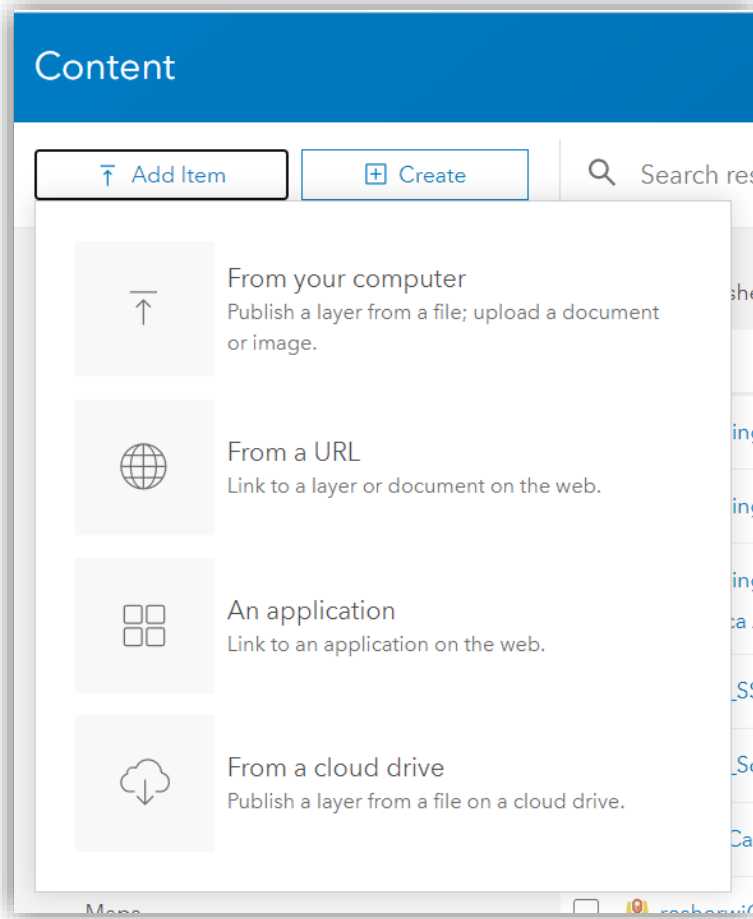 Content
Add Item
Create
Search res
From your computer
Publish a layer from a file; upload a document
or image.
From a URL
Link to a layer or document on the web.
An application
Link to an application on the web.
From a cloud drive
Publish a layer from a file on a cloud drive.
Maps